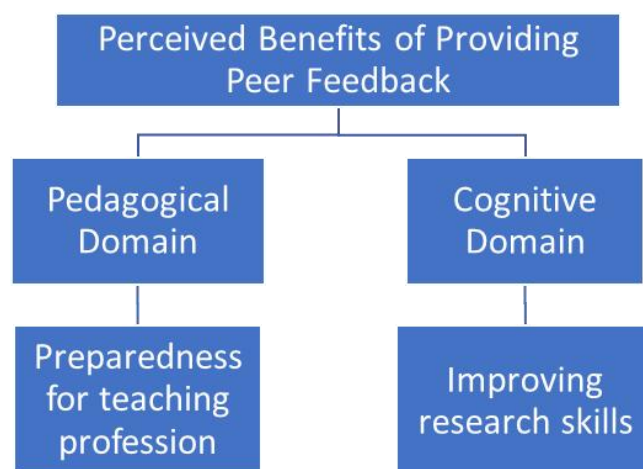 Perceived Benefits of Providing
Peer Feedback
Pedagogical
Domain
Cognitive
Domain
Preparedness
for teaching
profession
Improving
research skills